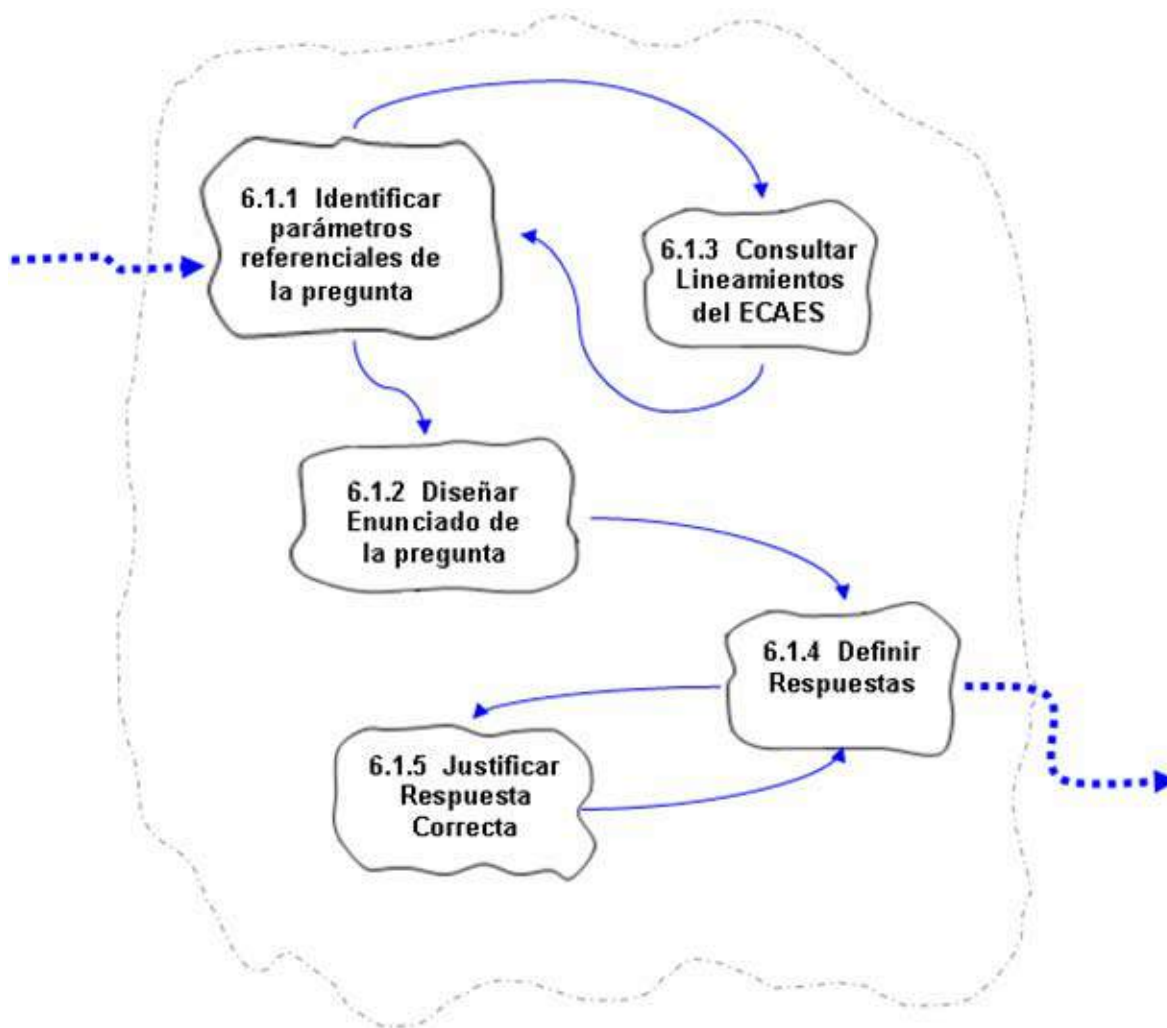 6.1.1 Identificar
parámetros
referenciales de
la pregunta
6.1.3 Consultar
Lineamientos
del ECAES
6.1.2 Diseñar
Enunciado de
la pregunta
6.1.4 Definir
Respuestas
6.1.5 Justificar
Respuesta
Correcta